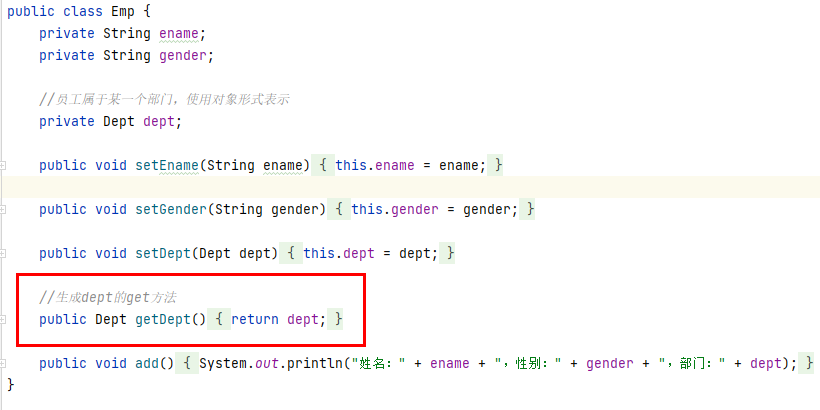 public class Emp {
private String ename;
private String gender;
//员工属于某一个部门，使用对象形式表示
private Dept dept;
public void setEname(String ename) { this.ename = ename; }
public void setGender(String gender) { this.gender = gender; }
public void setDept(Dept dept) { this.dept = dept; }
//生成dept的get方法
public Dept getDept() { return dept; }
public void add() { System.out.println("姓名：" + ename + "，性别：" + gender + "，部门：" + dept); }
}